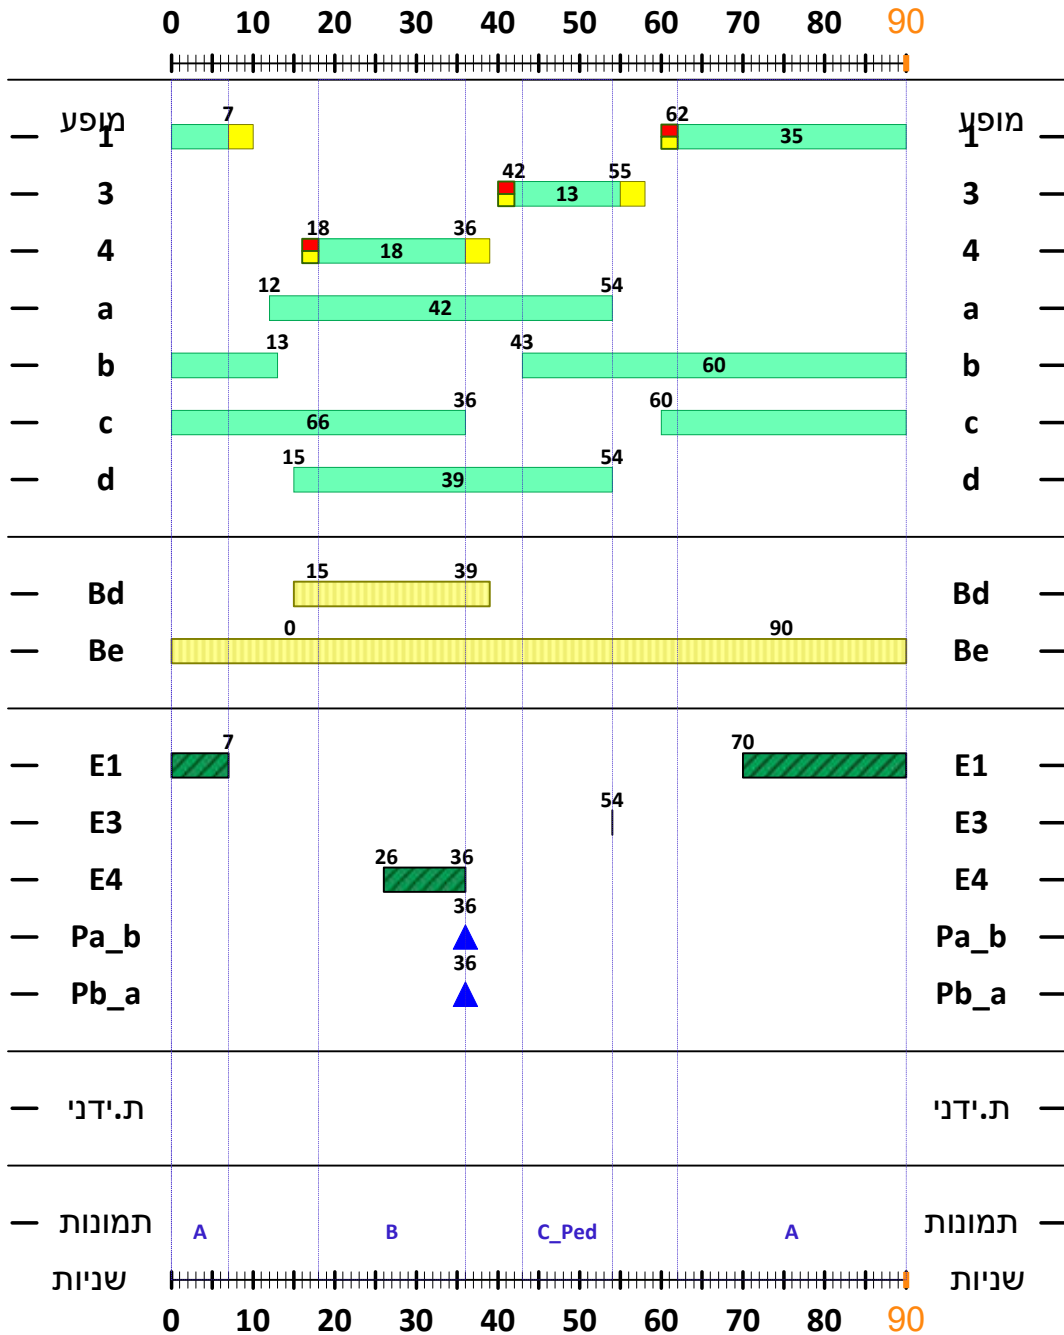 0 10 20 30 40 50 60 70 80 90
מופע מופע
7 62
1 35 1
42 55
3 13 3
18 36
4 18 4
12 54
a 42 a
13 43
b 60 b
36 60
c 66 c
15 54
d 39 d
15 39
Bd Bd
0 90
Be Be
7 70
E1 E1
54
E3 E3
26 36
E4 E4
36
Pa_b Pa_b
36
Pb_a Pb_a
ת.ידני ת.ידני
תמונות A B C_Ped A תמונות
שניות שניות
0 10 20 30 40 50 60 70 80 90